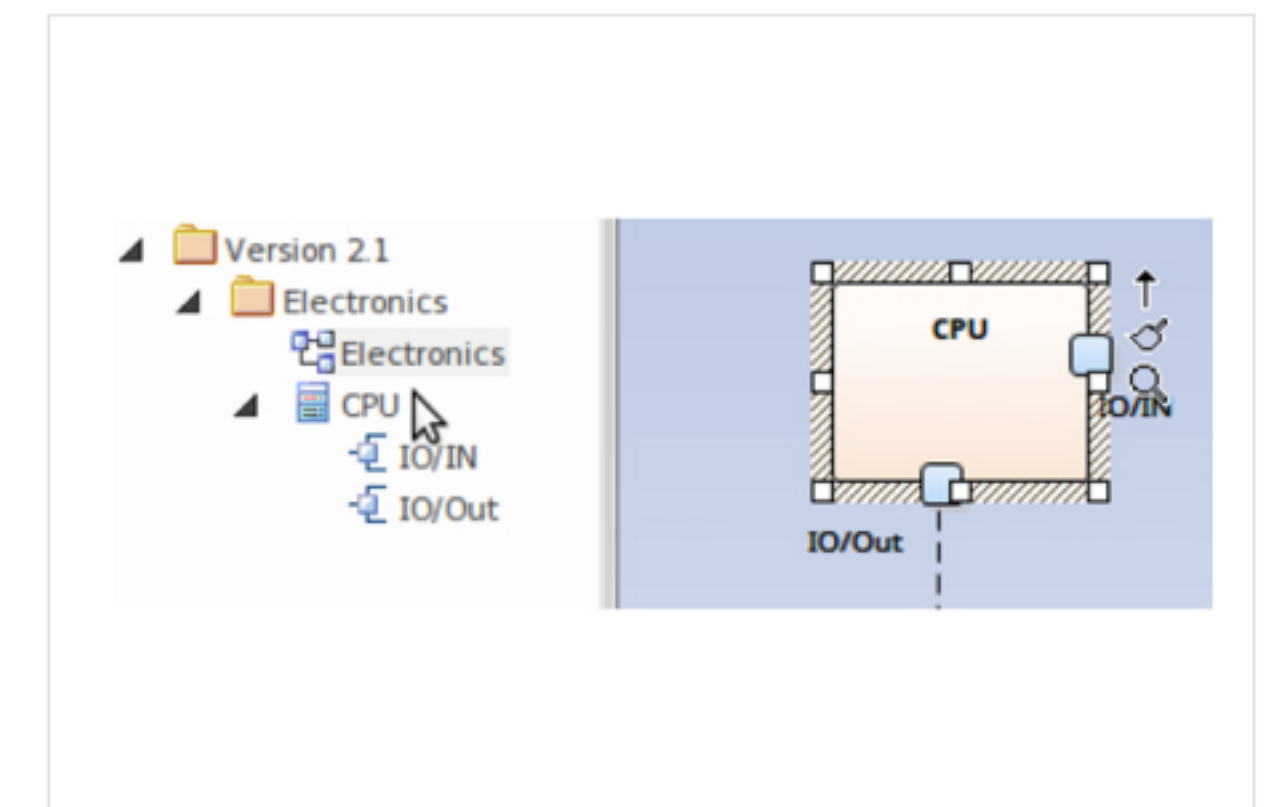 Version 2.1
Electronics
Electronics
CPU
IO/IN
IO/Out
CPU
IO/IN
IO/Out